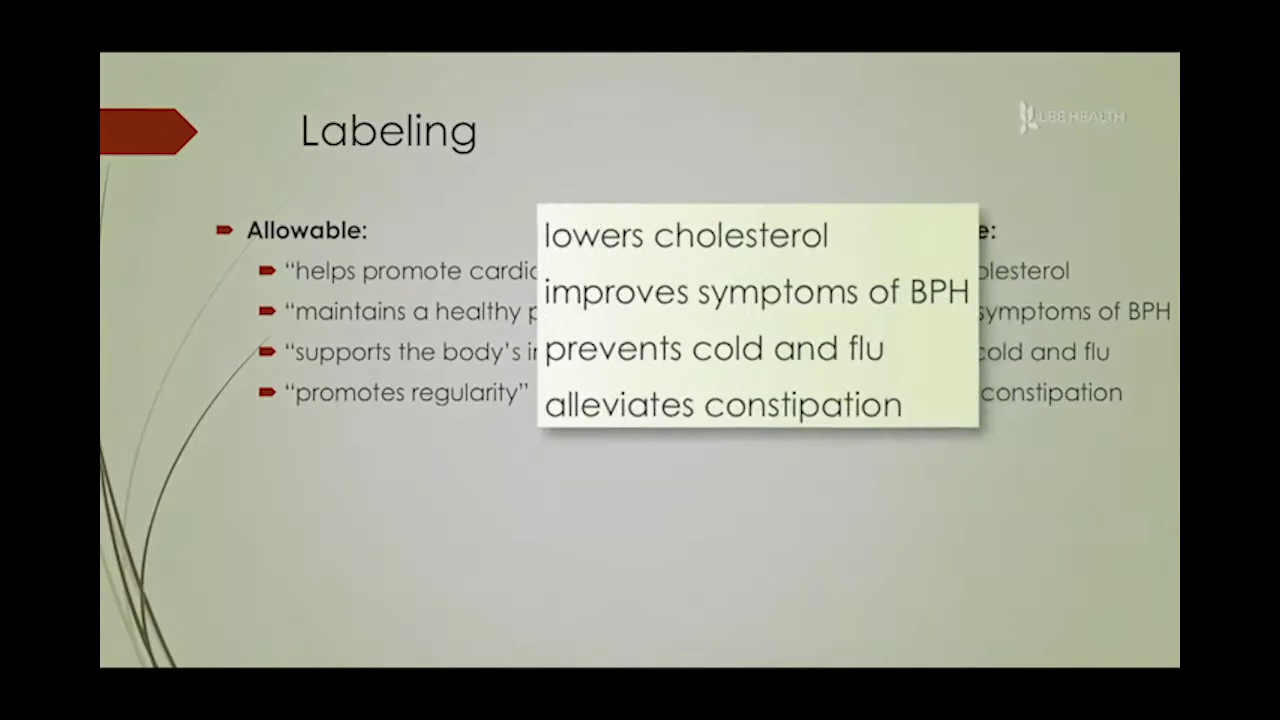 Labeling
LEE HEALTH
Allowable:
"helps promote cardio
"maintains a healthy p
"supports the body's i
"promotes regularity"
lowers cholesterol
improves symptoms of BPH
prevents cold and flu
alleviates constipation
e:
olesterol
symptoms of BPH
cold and flu
constipation